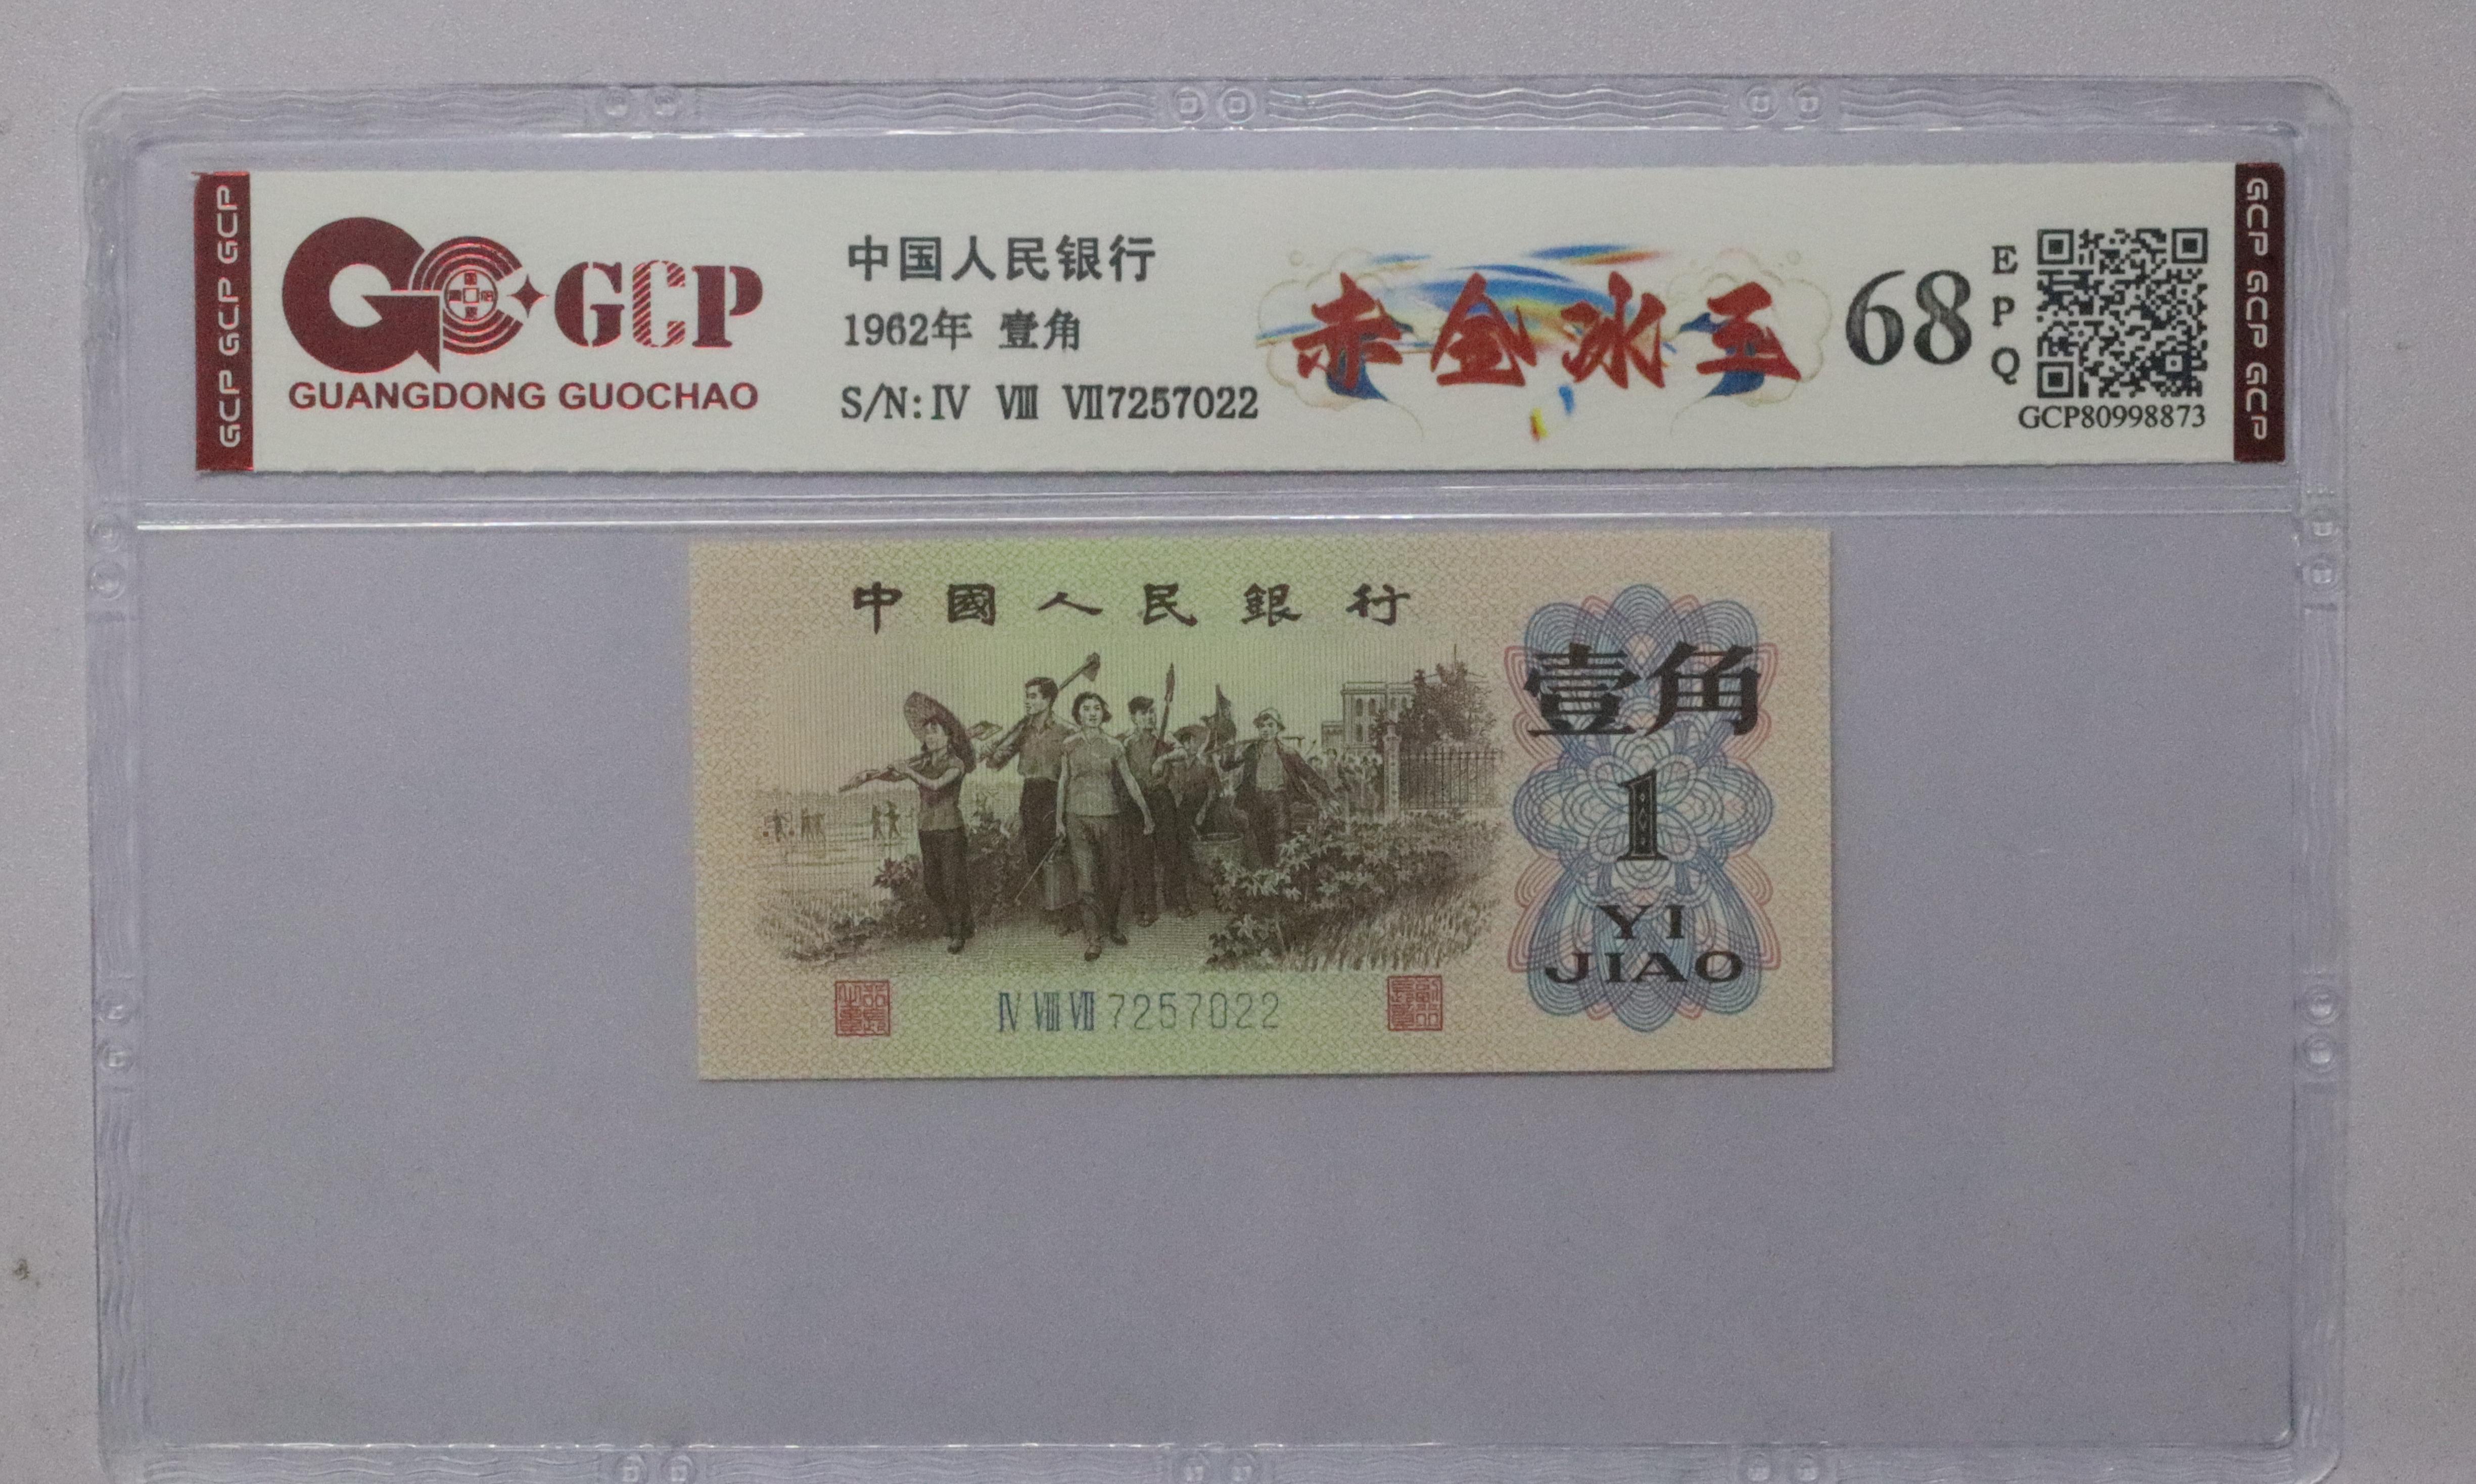 GCP GCP GCP
GCP
GUANGDONG GUOCHAO
中国人民银行
1962年 壹角
S/N: Ⅳ Ⅷ Ⅶ7257022
赤金冰王
68
E
P
Q
GCP80998873
GCP GCP GCP
中國人民銀行
壹角
1
YI
JIAO
Ⅳ Ⅷ Ⅶ 7257022